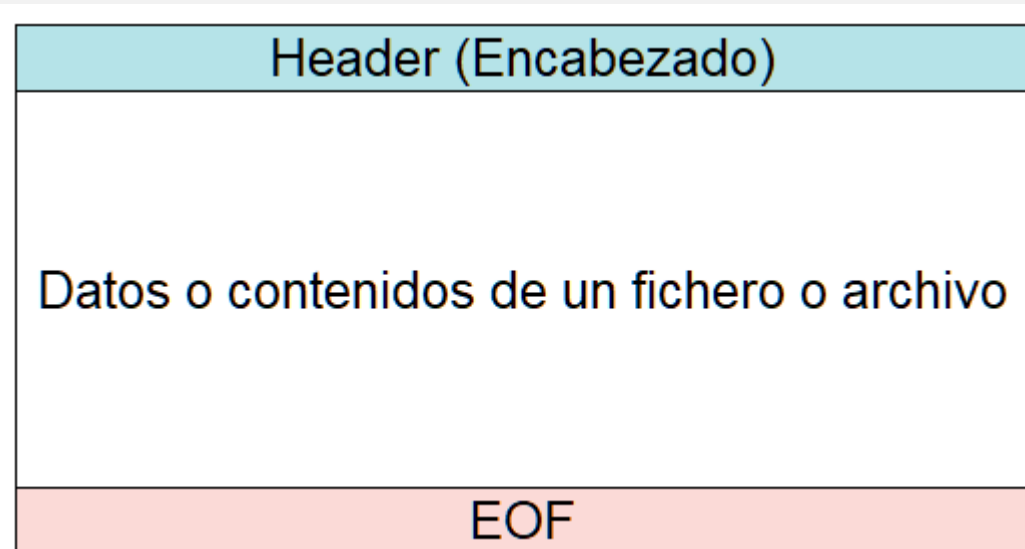 Header (Encabezado)
Datos o contenidos de un fichero o archivo
EOF